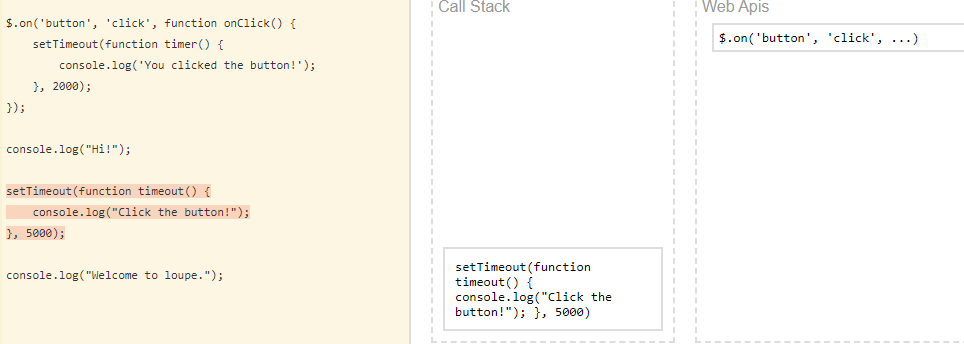 $.on('button', 'click', function onClick() {
    setTimeout(function timer() {
        console.log('You clicked the button!');
    }, 2000);
});
console.log("Hi!");
setTimeout(function timeout() {
    console.log("Click the button!");
}, 5000);
console.log("Welcome to loupe.");
Call Stack
setTimeout(function
timeout() {
console.log("Click the
button!"); }, 5000)
Web Apis
$.on('button', 'click', ...)